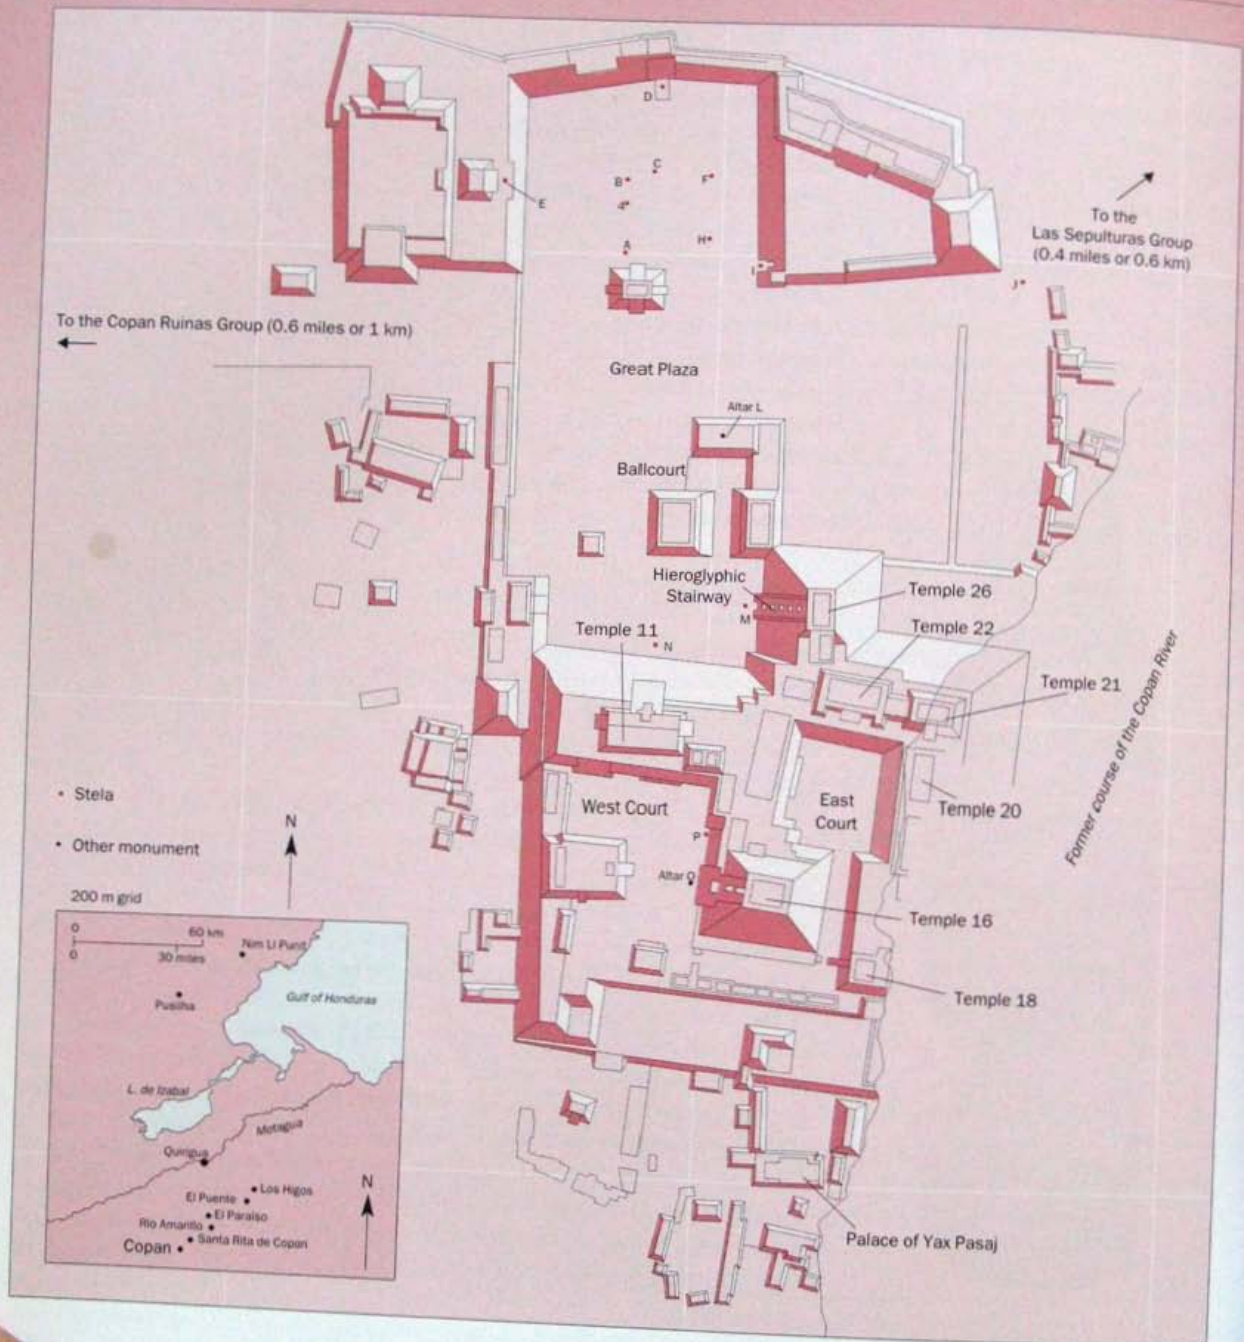 D
C
B
F
E
4
To the
Las Sepulturas Group
(0.4 miles or 0.6 km)
A
H
I
J
To the Copan Ruinas Group (0.6 miles or 1 km)
Great Plaza
Altar L
Ballcourt
Hieroglyphic
Stairway
M
Temple 26
Temple 11
N
Temple 22
Temple 21
Former course of the Copan River
Stela
West Court
East
Court
Temple 20
P
N
Other monument
Altar Q
200 m grid
Temple 16
0 60 km
0 30 miles
Nim Li Punit
Gulf of Honduras
Pusilha
Temple 18
L. de Izabal
Motagua
Quirigua
N
Los Higos
El Puente
El Paraiso
Rio Amarillo
Santa Rita de Copan
Copan
Palace of Yax Pasaj